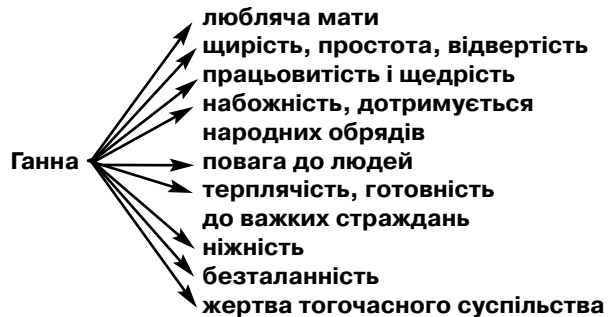 любляча мати
щирість, простота, відвертість
працьовитість і щедрість
набожність, дотримується
народних обрядів
Ганна
повага до людей
терплячість, готовність
до важких страждань
ніжність
безталанність
жертва тогочасного суспільства